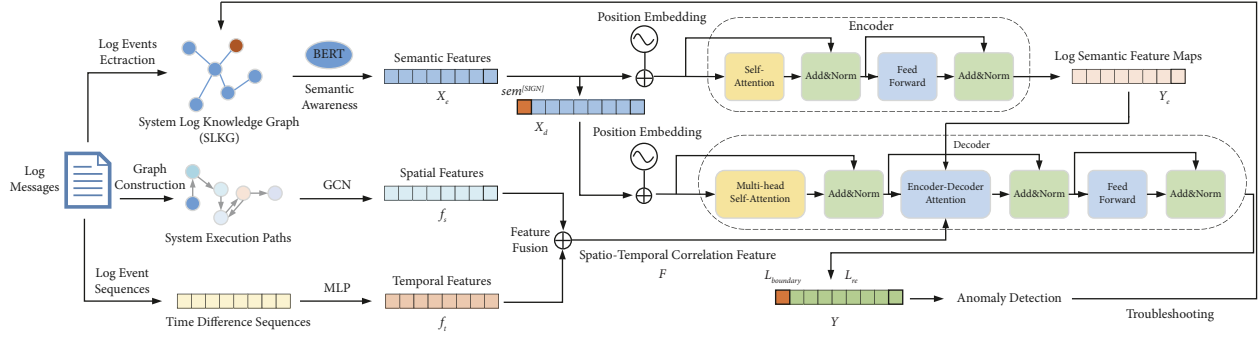 Log Events
Extraction
BERT
Semantic
Awareness
System Log Knowledge Graph
(SLKG)
Semantic Features
X_e
sem^[SIGN]
X_d
Position Embedding
Encoder
Self-
Attention
Add&Norm
Feed
Forward
Add&Norm
Log Semantic Feature Maps
Y_e
Log
Messages
Graph
Construction
System Execution Paths
GCN
Spatial Features
f_s
Position Embedding
Decoder
Multi-head
Self-Attention
Add&Norm
Encoder-Decoder
Attention
Add&Norm
Feed
Forward
Add&Norm
Feature
Fusion
Spatio-Temporal Correlation Feature
F
Log Event
Sequences
Time Difference Sequences
MLP
Temporal Features
f_t
L_boundary
L_re
Y
Anomaly Detection
Troubleshooting